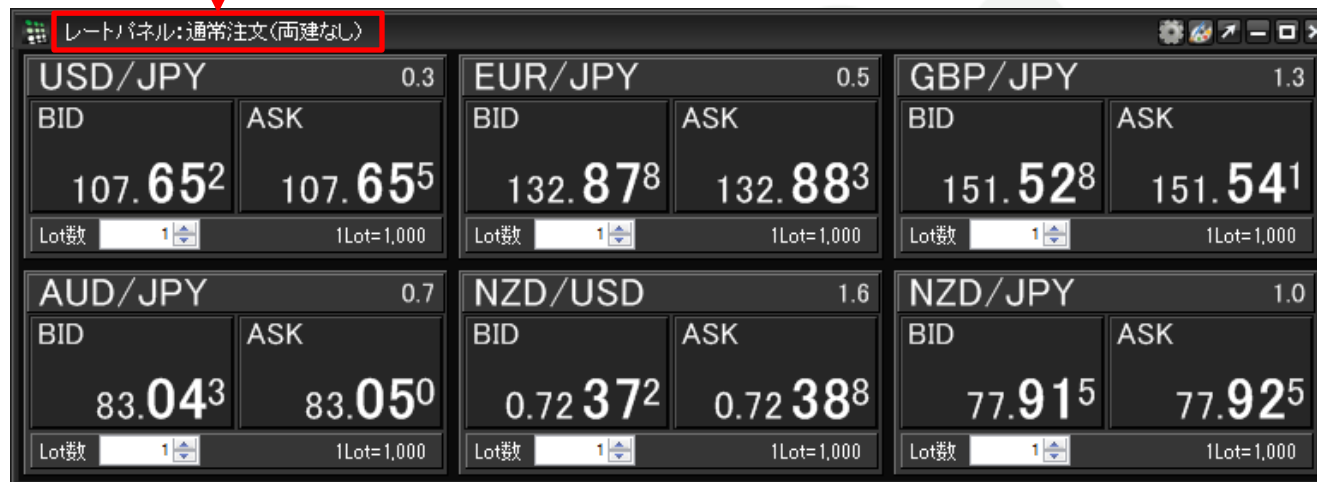 レートパネル:通常注文(両建なし)
USD/JPY 0.3 EUR/JPY 0.5 GBP/JPY 1.3
BID ASK BID ASK BID ASK
107.652 107.655 132.878 132.883 151.528 151.541
Lot数 1 1Lot=1,000 Lot数 1 1Lot=1,000 Lot数 1 1Lot=1,000
AUD/JPY 0.7 NZD/USD 1.6 NZD/JPY 1.0
BID ASK BID ASK BID ASK
83.043 83.050 0.72372 0.72388 77.915 77.925
Lot数 1 1Lot=1,000 Lot数 1 1Lot=1,000 Lot数 1 1Lot=1,000